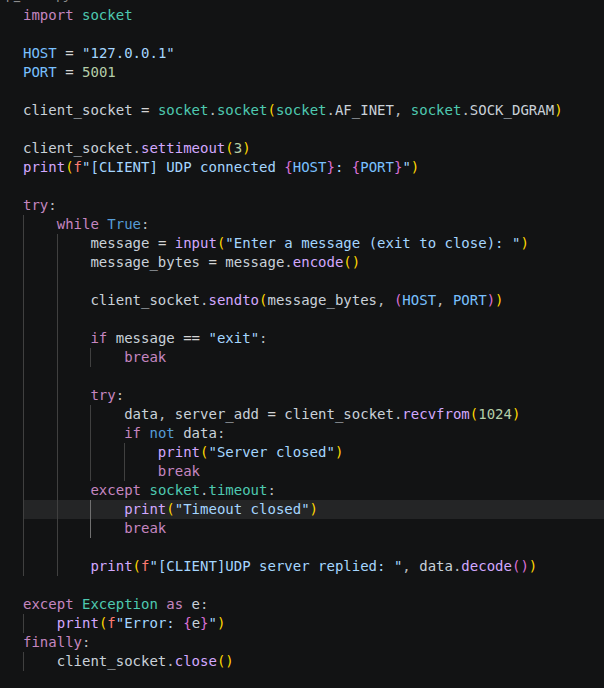 import socket

HOST = "127.0.0.1"
PORT = 5001

client_socket = socket.socket(socket.AF_INET, socket.SOCK_DGRAM)

client_socket.settimeout(3)
print(f"[CLIENT] UDP connected {HOST}: {PORT}")

try:
    while True:
        message = input("Enter a message (exit to close): ")
        message_bytes = message.encode()

        client_socket.sendto(message_bytes, (HOST, PORT))

        if message == "exit":
            break

        try:
            data, server_add = client_socket.recvfrom(1024)
            if not data:
                print("Server closed")
                break
        except socket.timeout:
            print("Timeout closed")
            break

        print(f"[CLIENT]UDP server replied: ", data.decode())

except Exception as e:
    print(f"Error: {e}")
finally:
    client_socket.close()